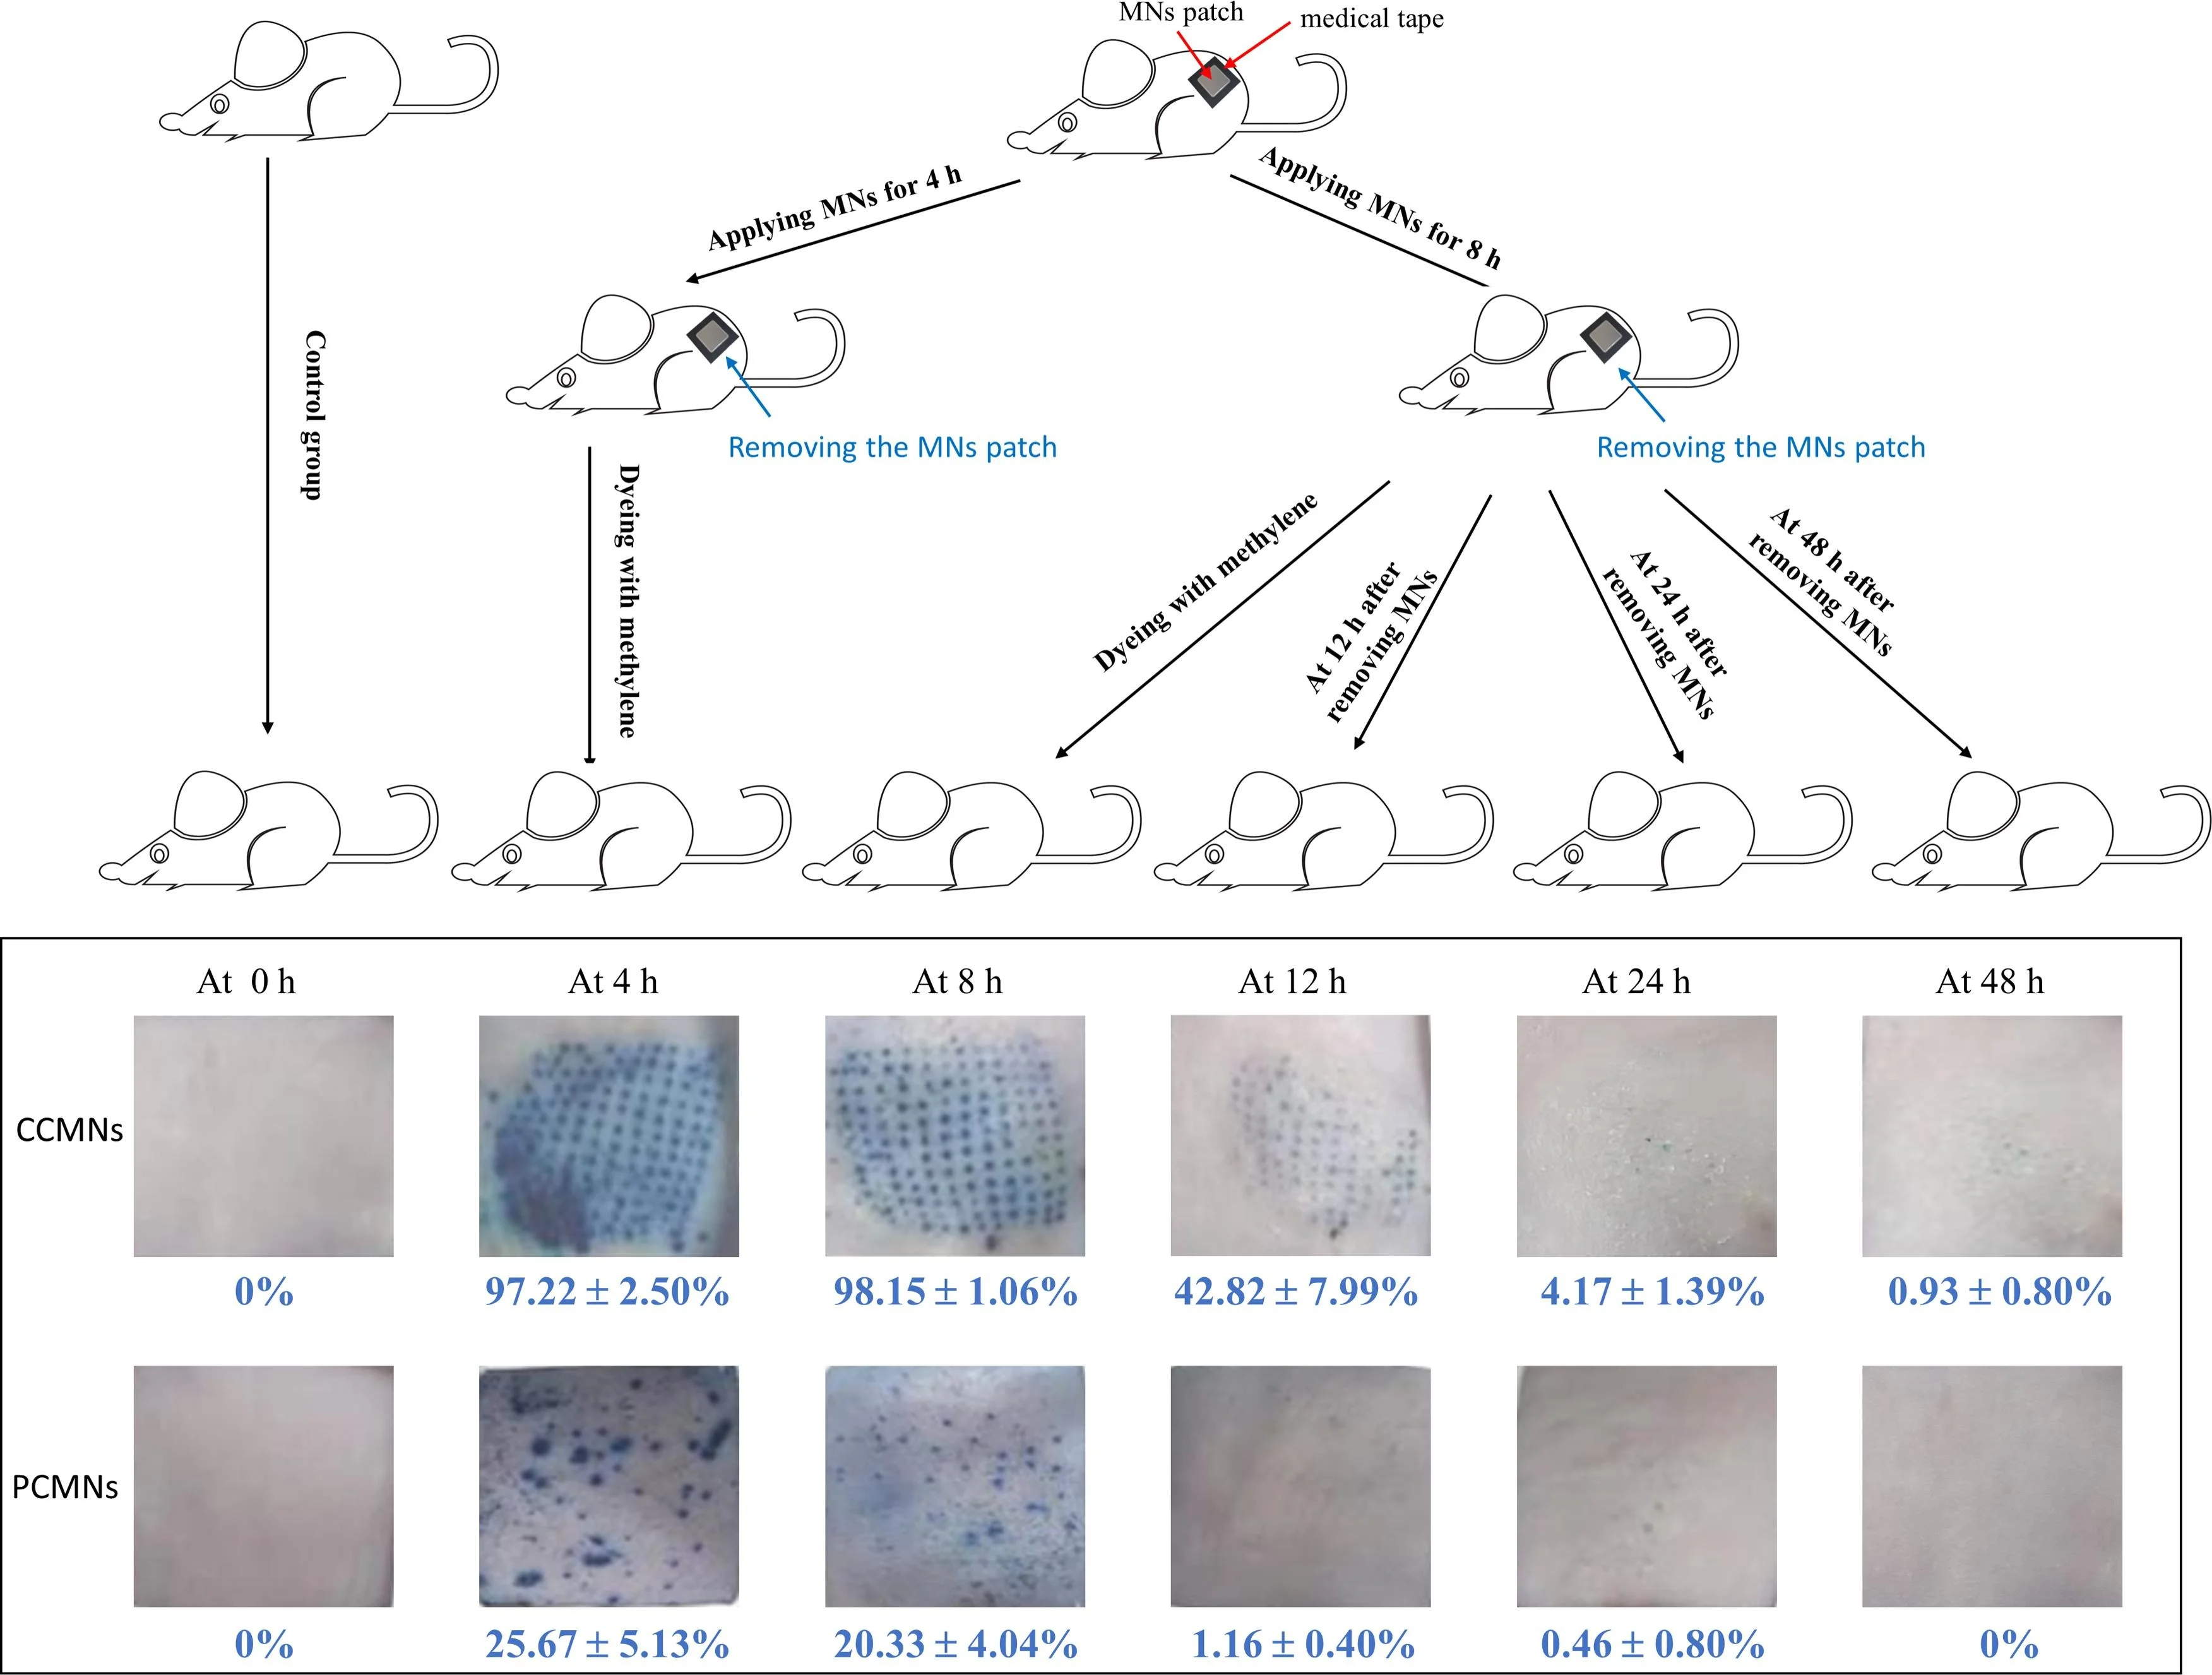 MNs patch
medical tape
Applying MNs for 4 h
Applying MNs for 8 h
Control group
Removing the MNs patch
Removing the MNs patch
Dyeing with methylene
Dyeing with methylene
At 12 h after
removing MNs
At 24 h after
removing MNs
At 48 h after
removing MNs
At 0 h
At 4 h
At 8 h
At 12 h
At 24 h
At 48 h
CCMNs
0%
97.22 ± 2.50%
98.15 ± 1.06%
42.82 ± 7.99%
4.17 ± 1.39%
0.93 ± 0.80%
PCMNs
0%
25.67 ± 5.13%
20.33 ± 4.04%
1.16 ± 0.40%
0.46 ± 0.80%
0%